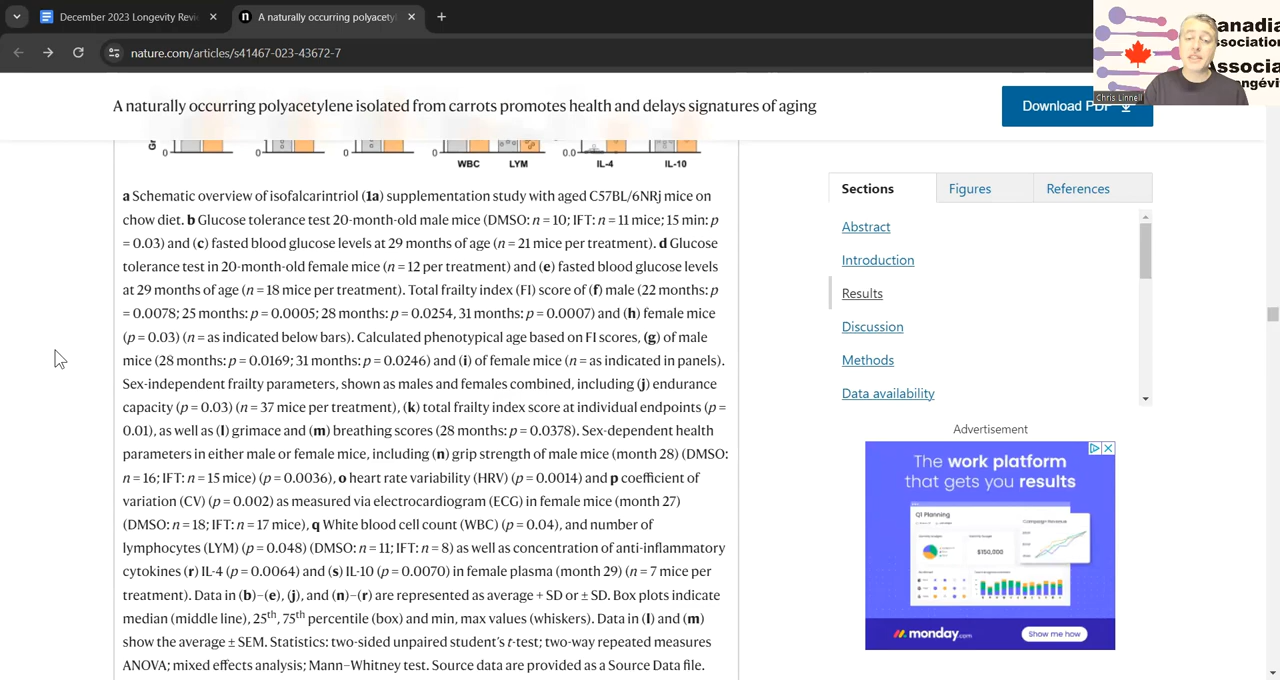 December 2023 Longevity Revi
A naturally occurring polyacetyl
nature.com/articles/s41467-023-43672-7
Canadia
Association
Associa
ngévi
Chris Linnell
A naturally occurring polyacetylene isolated from carrots promotes health and delays signatures of aging
Download PDF
0
0
0
0
0.0
0
WBC
LYM
IL-4
IL-10
a Schematic overview of isofalcarintriol (1a) supplementation study with aged C57BL/6NRj mice on
chow diet. b Glucose tolerance test 20-month-old male mice (DMSO: n = 10; IFT: n = 11 mice; 15 min: p
= 0.03) and (c) fasted blood glucose levels at 29 months of age (n = 21 mice per treatment). d Glucose
tolerance test in 20-month-old female mice (n = 12 per treatment) and (e) fasted blood glucose levels
at 29 months of age (n = 18 mice per treatment). Total frailty index (FI) score of (f) male (22 months: p
= 0.0078; 25 months: p = 0.0005; 28 months: p = 0.0254, 31 months: p = 0.0007) and (h) female mice
(p = 0.03) (n = as indicated below bars). Calculated phenotypical age based on FI scores, (g) of male
mice (28 months: p = 0.0169; 31 months: p = 0.0246) and (i) of female mice (n = as indicated in panels).
Sex-independent frailty parameters, shown as males and females combined, including (j) endurance
capacity (p = 0.03) (n = 37 mice per treatment), (k) total frailty index score at individual endpoints (p =
0.01), as well as (l) grimace and (m) breathing scores (28 months: p = 0.0378). Sex-dependent health
parameters in either male or female mice, including (n) grip strength of male mice (month 28) (DMSO:
n = 16; IFT: n = 15 mice) (p = 0.0036), o heart rate variability (HRV) (p = 0.0014) and p coefficient of
variation (CV) (p = 0.0120) as measured via electrocardiogram (ECG) in female mice (month 27)
(DMSO: n = 18; IFT: n = 17 mice), q White blood cell count (WBC) (p = 0.04), and number of
lymphocytes (LYM) (p = 0.048) (DMSO: n = 11; IFT: n = 8) as well as concentration of anti-inflammatory
cytokines (r) IL-4 and (s) IL-10 (p = 0.0070) in female plasma (month 29) (n = 7 mice per
treatment). Data in (b)–(e), (g), and (n)–(r) are represented as average + SD or ± SD. Box plots indicate
median (middle line), 25th, 75th percentile (box) and min, max values (whiskers). Data in (l) and (m)
show the average ± SEM. Statistics: two-sided unpaired student's t-test; two-way repeated measures
ANOVA; mixed effects analysis; Mann–Whitney test. Source data are provided as a Source Data file.
Sections
Figures
References
Abstract
Introduction
Results
Discussion
Methods
Data availability
Advertisement
The work platform
that gets you results
Q1 Planning
Campaign Revenue
$150,000
monday.com
Show me how